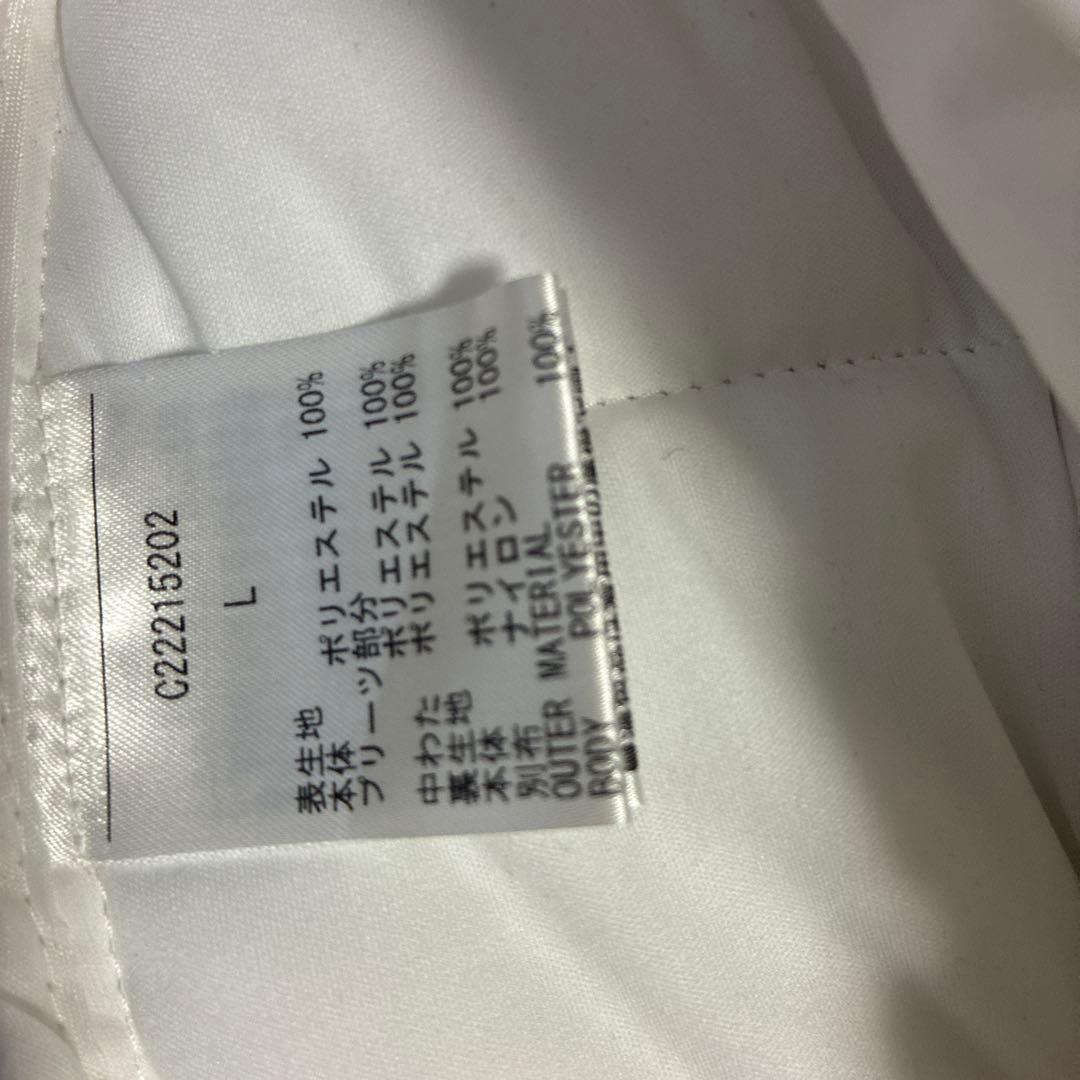 C22215202
L
表生地
本体 ポリエステル 100%
プリーツ部分
ポリエステル 100%
中わた ポリエステル 100%
裏生地
本体 ポリエステル 100%
別布 ナイロン 100%
OUTER MATERIAL
BODY POLYESTER 100%